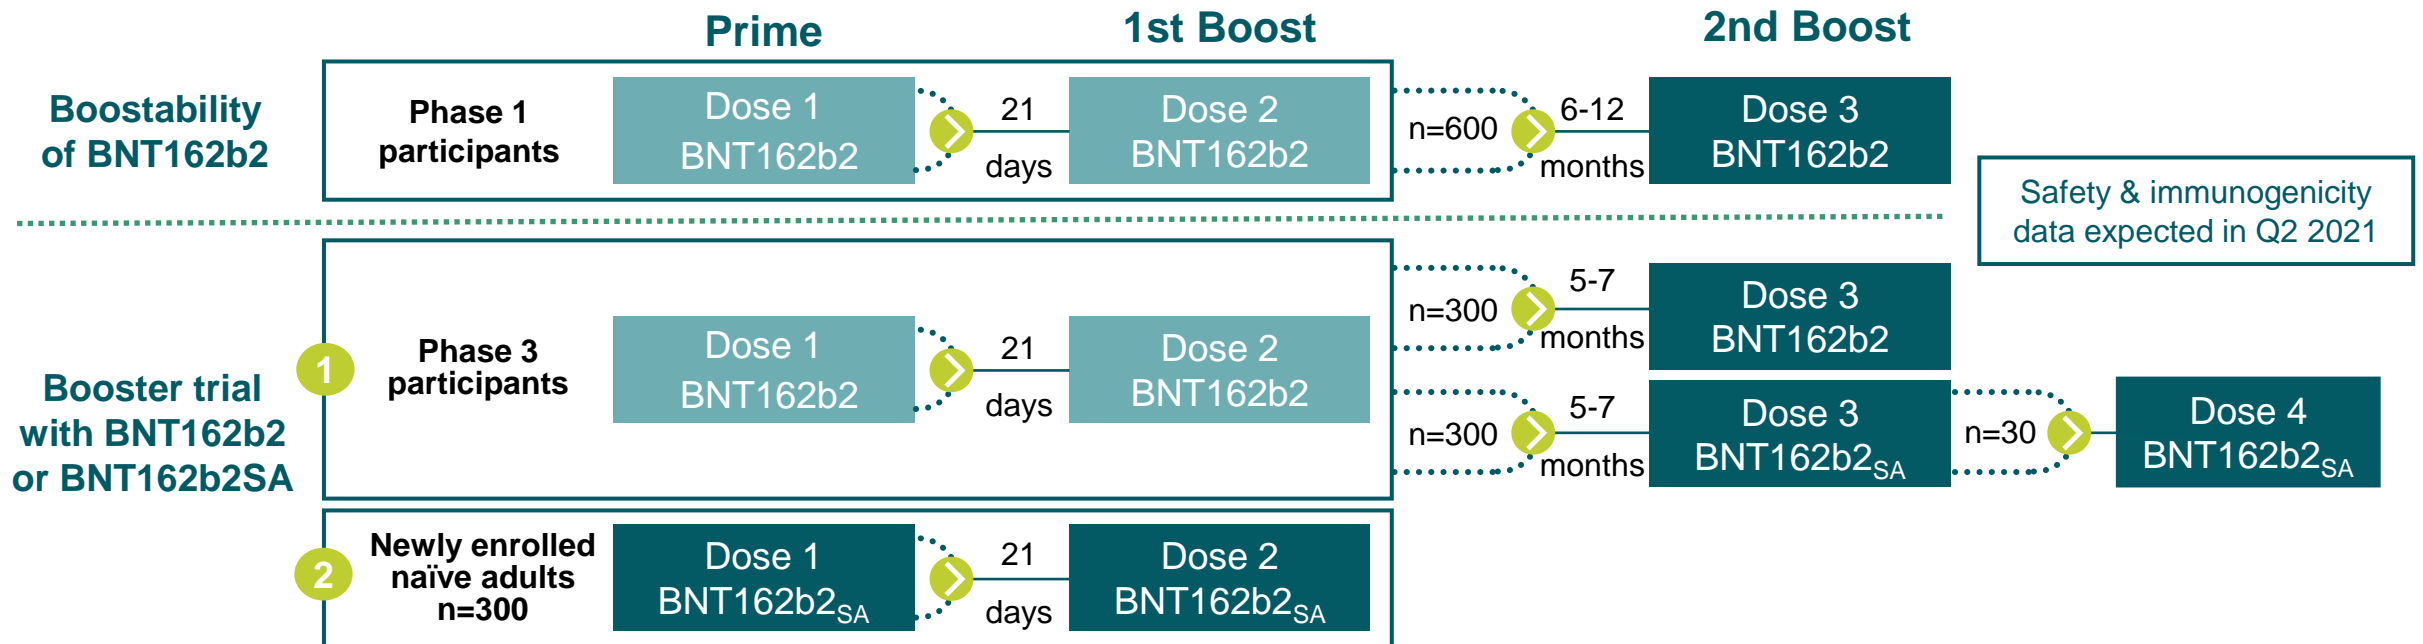 Prime
1st Boost
2nd Boost
Boostability
of BNT162b2
Phase 1
participants
Dose 1
BNT162b2
21
days
Dose 2
BNT162b2
n=600
6-12
months
Dose 3
BNT162b2
Safety & immunogenicity
data expected in Q2 2021
Booster trial
with BNT162b2
or BNT162b2SA
1
Phase 3
participants
Dose 1
BNT162b2
21
days
Dose 2
BNT162b2
n=300
5-7
months
Dose 3
BNT162b2
n=300
5-7
months
Dose 3
BNT162b2SA
n=30
Dose 4
BNT162b2SA
2
Newly enrolled
naïve adults
n=300
Dose 1
BNT162b2SA
21
days
Dose 2
BNT162b2SA